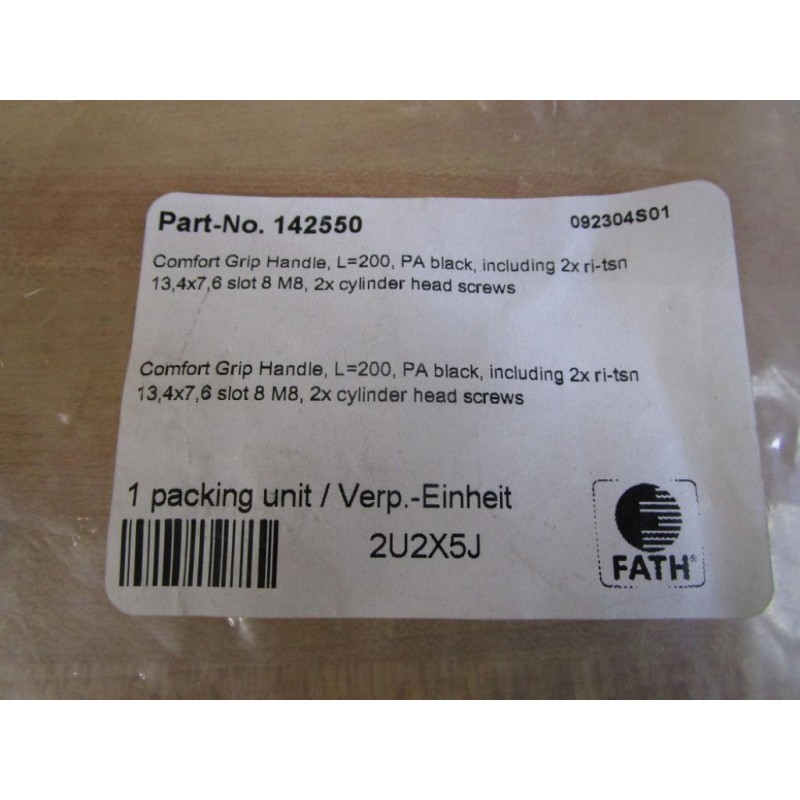 Part-No. 142550 092304S01
Comfort Grip Handle, L=200, PA black, including 2x ri-tsn
13,4x7,6 slot 8 M8, 2x cylinder head screws
Comfort Grip Handle, L=200, PA black, including 2x ri-tsn
13,4x7,6 slot 8 M8, 2x cylinder head screws
1 packing unit / Verp.-Einheit
2U2X5J
FATH®